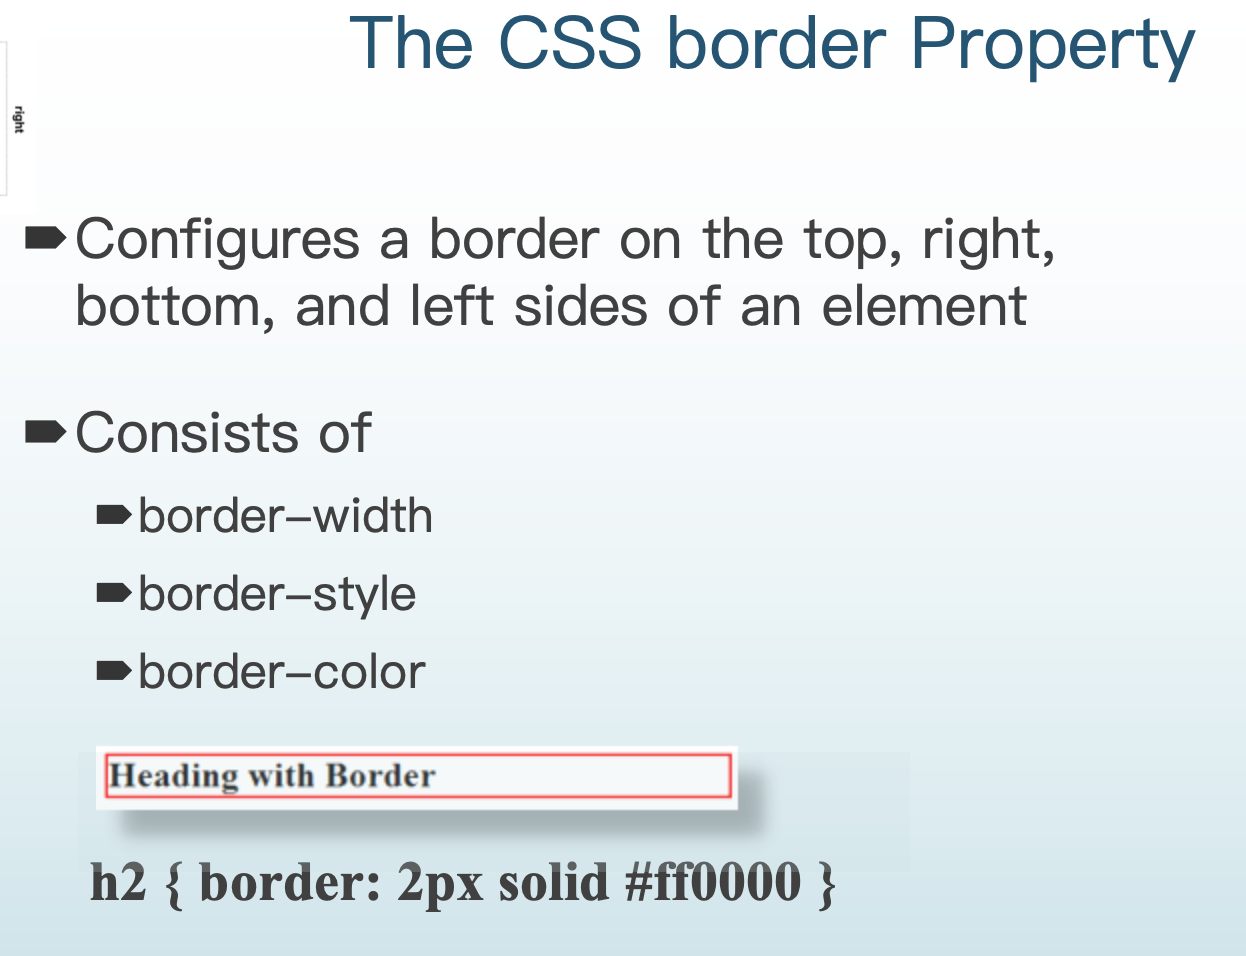 The CSS border Property
right
Configures a border on the top, right,
bottom, and left sides of an element
Consists of
border-width
border-style
border-color
Heading with Border
h2 { border: 2px solid #ff0000 }